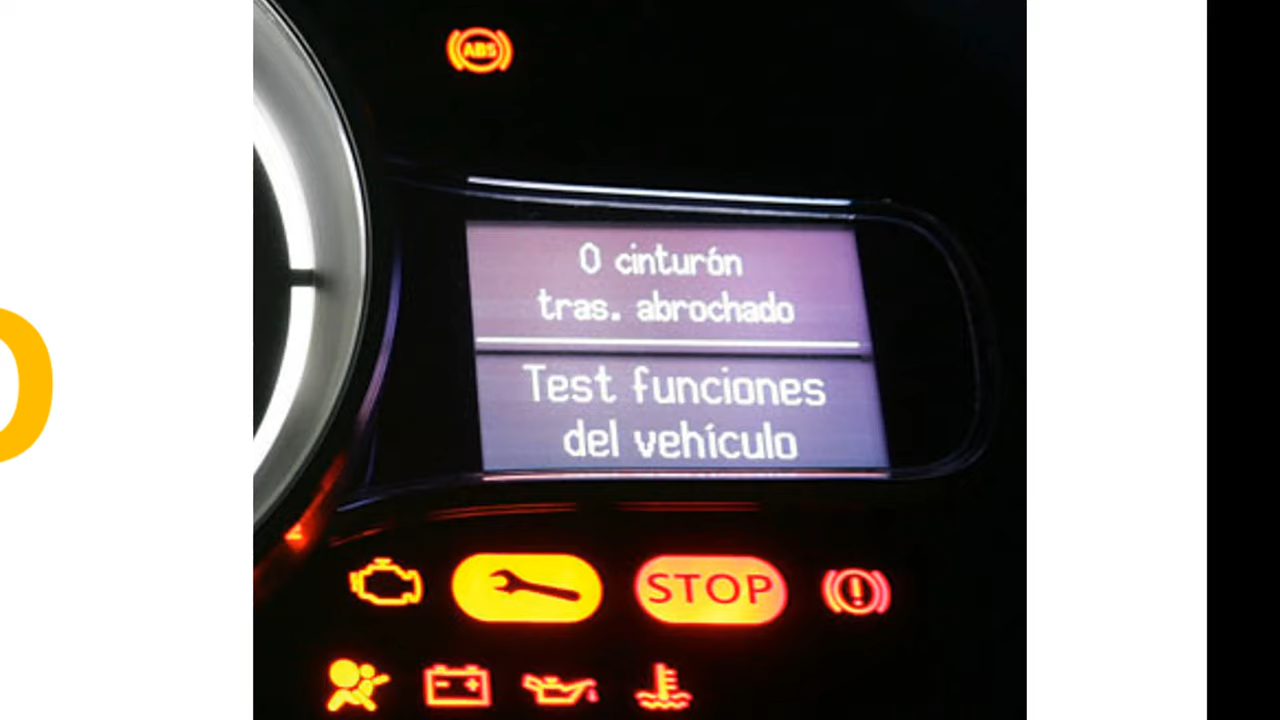 ABS
0 cinturón
tras. abrochado
Test funciones
del vehículo
STOP